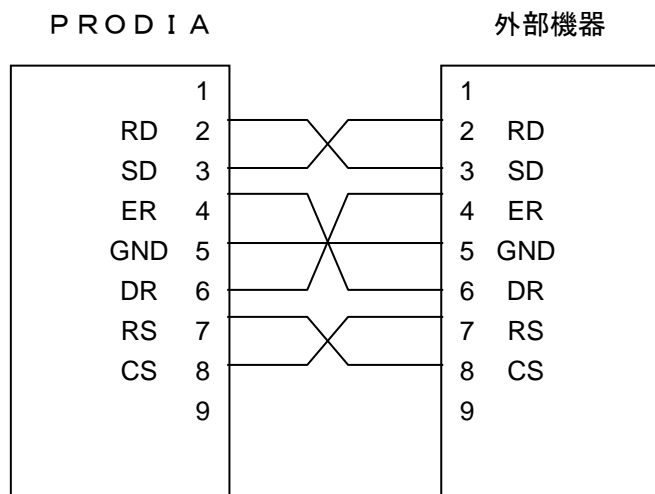 ＰＲＯＤＩＡ 外部機器
1 1
RD 2 2 RD
SD 3 3 SD
ER 4 4 ER
GND 5 5 GND
DR 6 6 DR
RS 7 7 RS
CS 8 8 CS
9 9